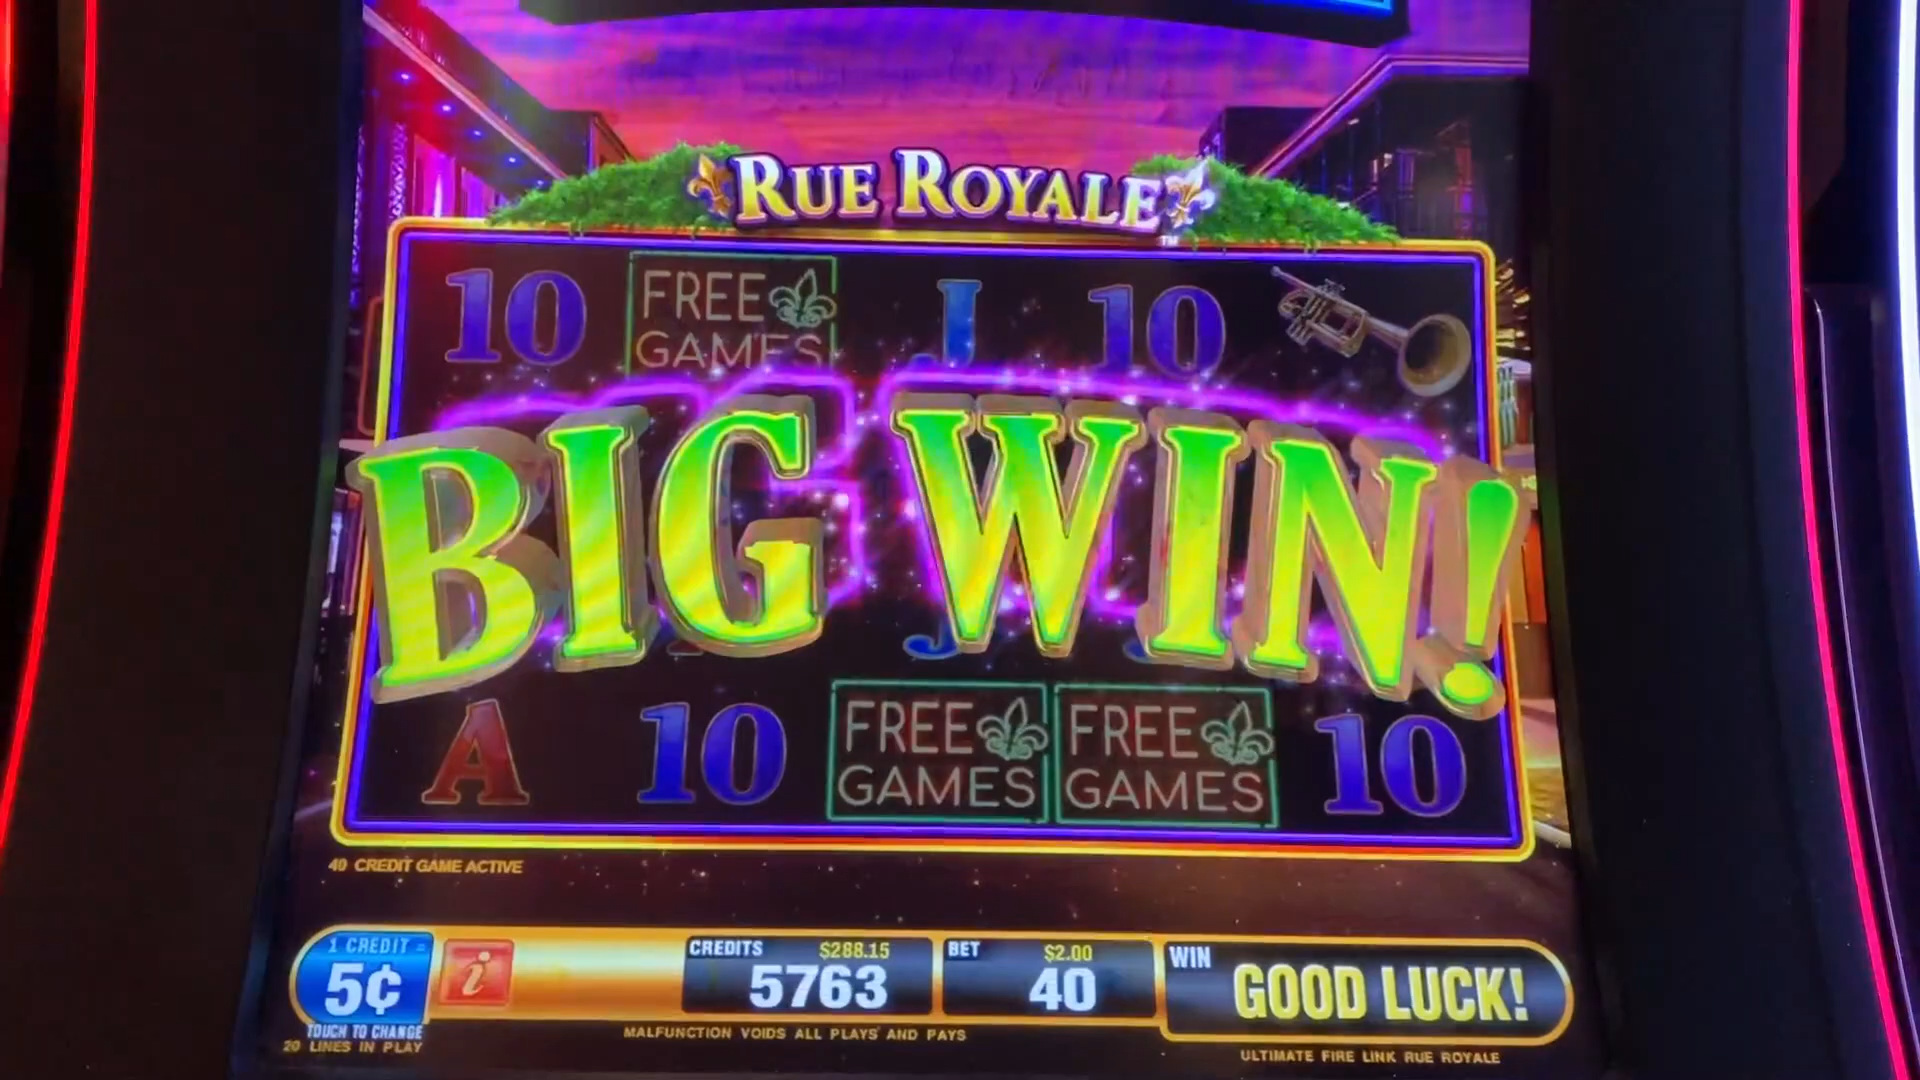 RUE ROYALE™
10 FREE GAMES J 10
BIG WIN!
A 10 FREE GAMES FREE GAMES 10
40 CREDIT GAME ACTIVE
1 CREDIT =
5¢
TOUCH TO CHANGE
20 LINES IN PLAY
i
CREDITS $288.15
5763
BET $2.00
40
WIN
GOOD LUCK!
MALFUNCTION VOIDS ALL PLAYS AND PAYS
ULTIMATE FIRE LINK RUE ROYALE